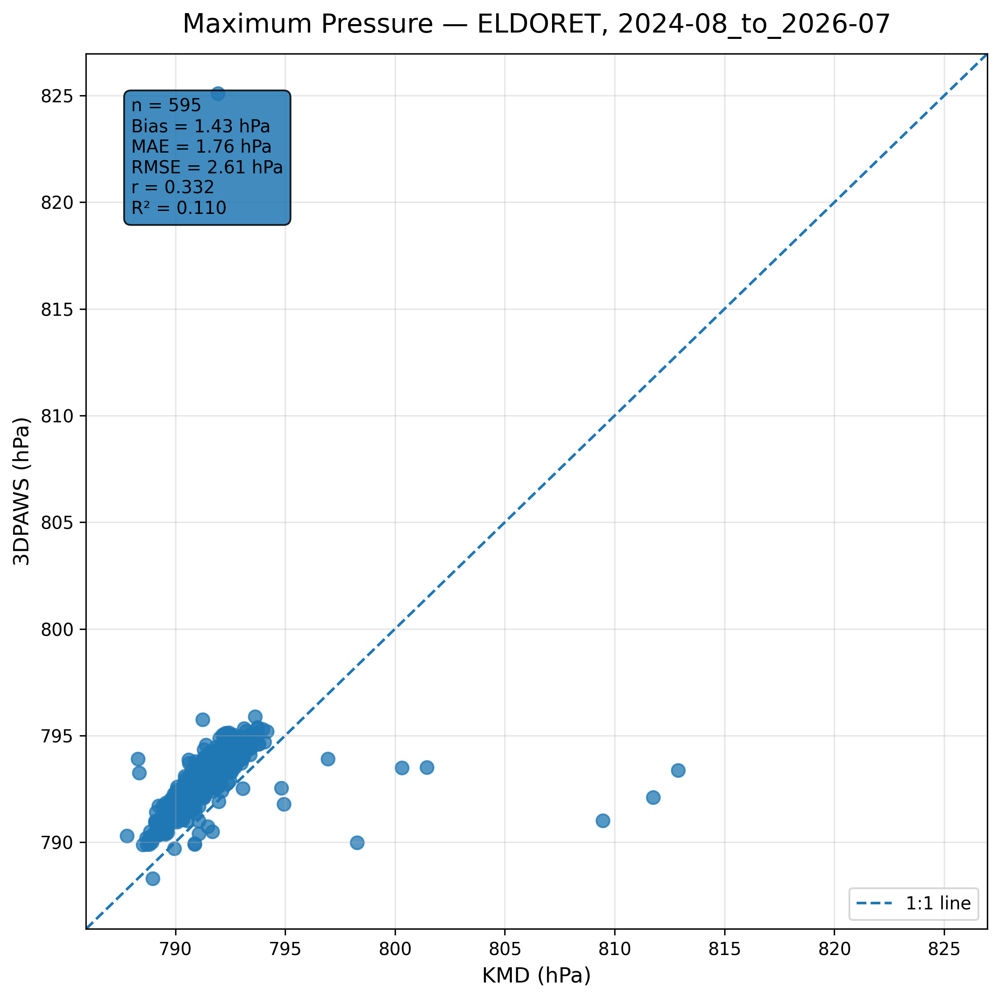 Maximum Pressure — ELDORET, 2024-08_to_2026-07
825
820
815
810
805
800
795
790
3DPAWS (hPa)
n = 595
Bias = 1.43 hPa
MAE = 1.76 hPa
RMSE = 2.61 hPa
r = 0.332
R² = 0.110
1:1 line
790 795 800 805 810 815 820 825
KMD (hPa)